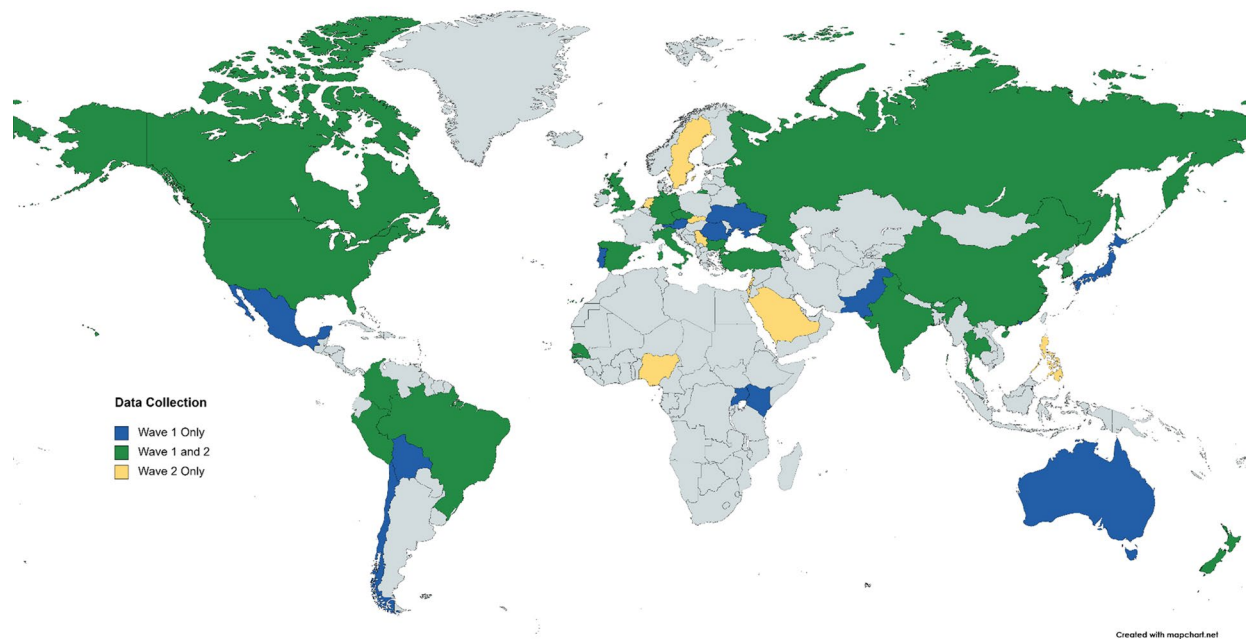 Data Collection
Wave 1 Only
Wave 1 and 2
Wave 2 Only
Created with mapchart.net